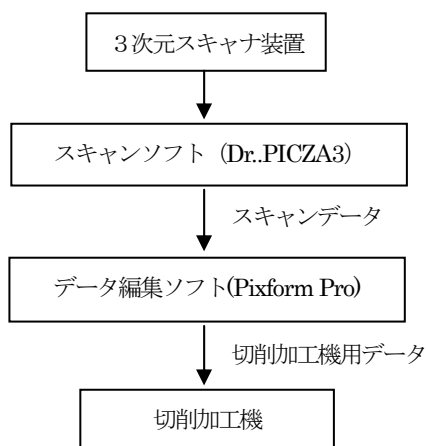 ３次元スキャナ装置
スキャンソフト（Dr..PICZA3）
スキャンデータ
データ編集ソフト(Pixform Pro)
切削加工機用データ
切削加工機